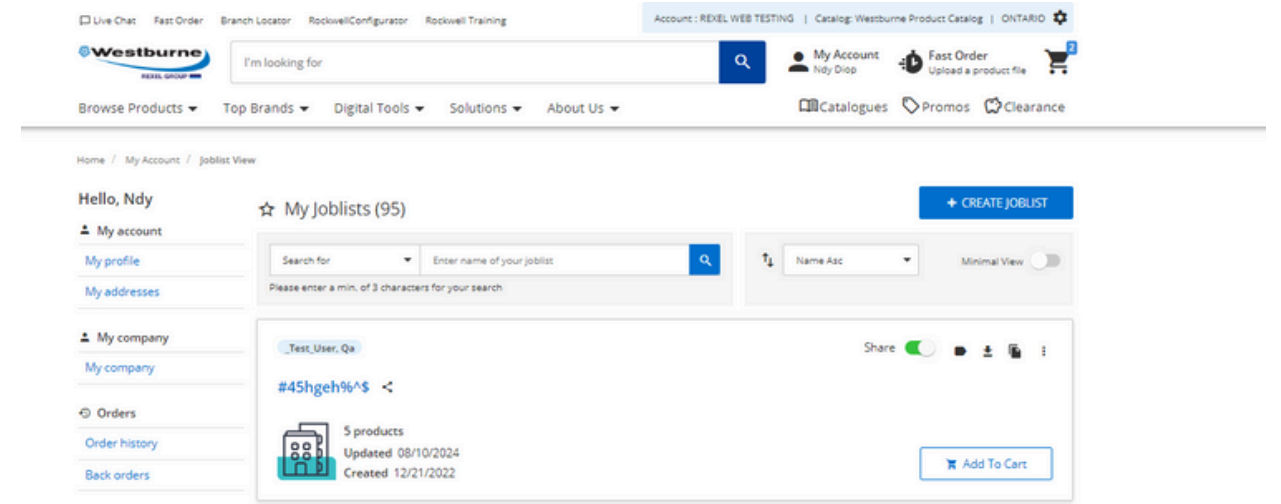 Live Chat Fast Order Branch Locator RockwellConfigurator Rockwell Training Account : REXEL WEB TESTING | Catalog: Westburne Product Catalog | ONTARIO
Westburne
REXEL GROUP
I'm looking for
My Account
Ndy Diop
Fast Order
Upload a product file
2
Browse Products Top Brands Digital Tools Solutions About Us Catalogues Promos Clearance
Home / My Account / Joblist View
Hello, Ndy
My account
My profile
My addresses
My company
My company
Orders
Order history
Back orders
My Joblists (95)
+ CREATE JOBLIST
Search for Enter name of your joblist
Please enter a min. of 3 characters for your search
Name Asc Minimal View
_Test_User, Qa Share
#45hgeh%^$
5 products
Updated 08/10/2024
Created 12/21/2022
Add To Cart